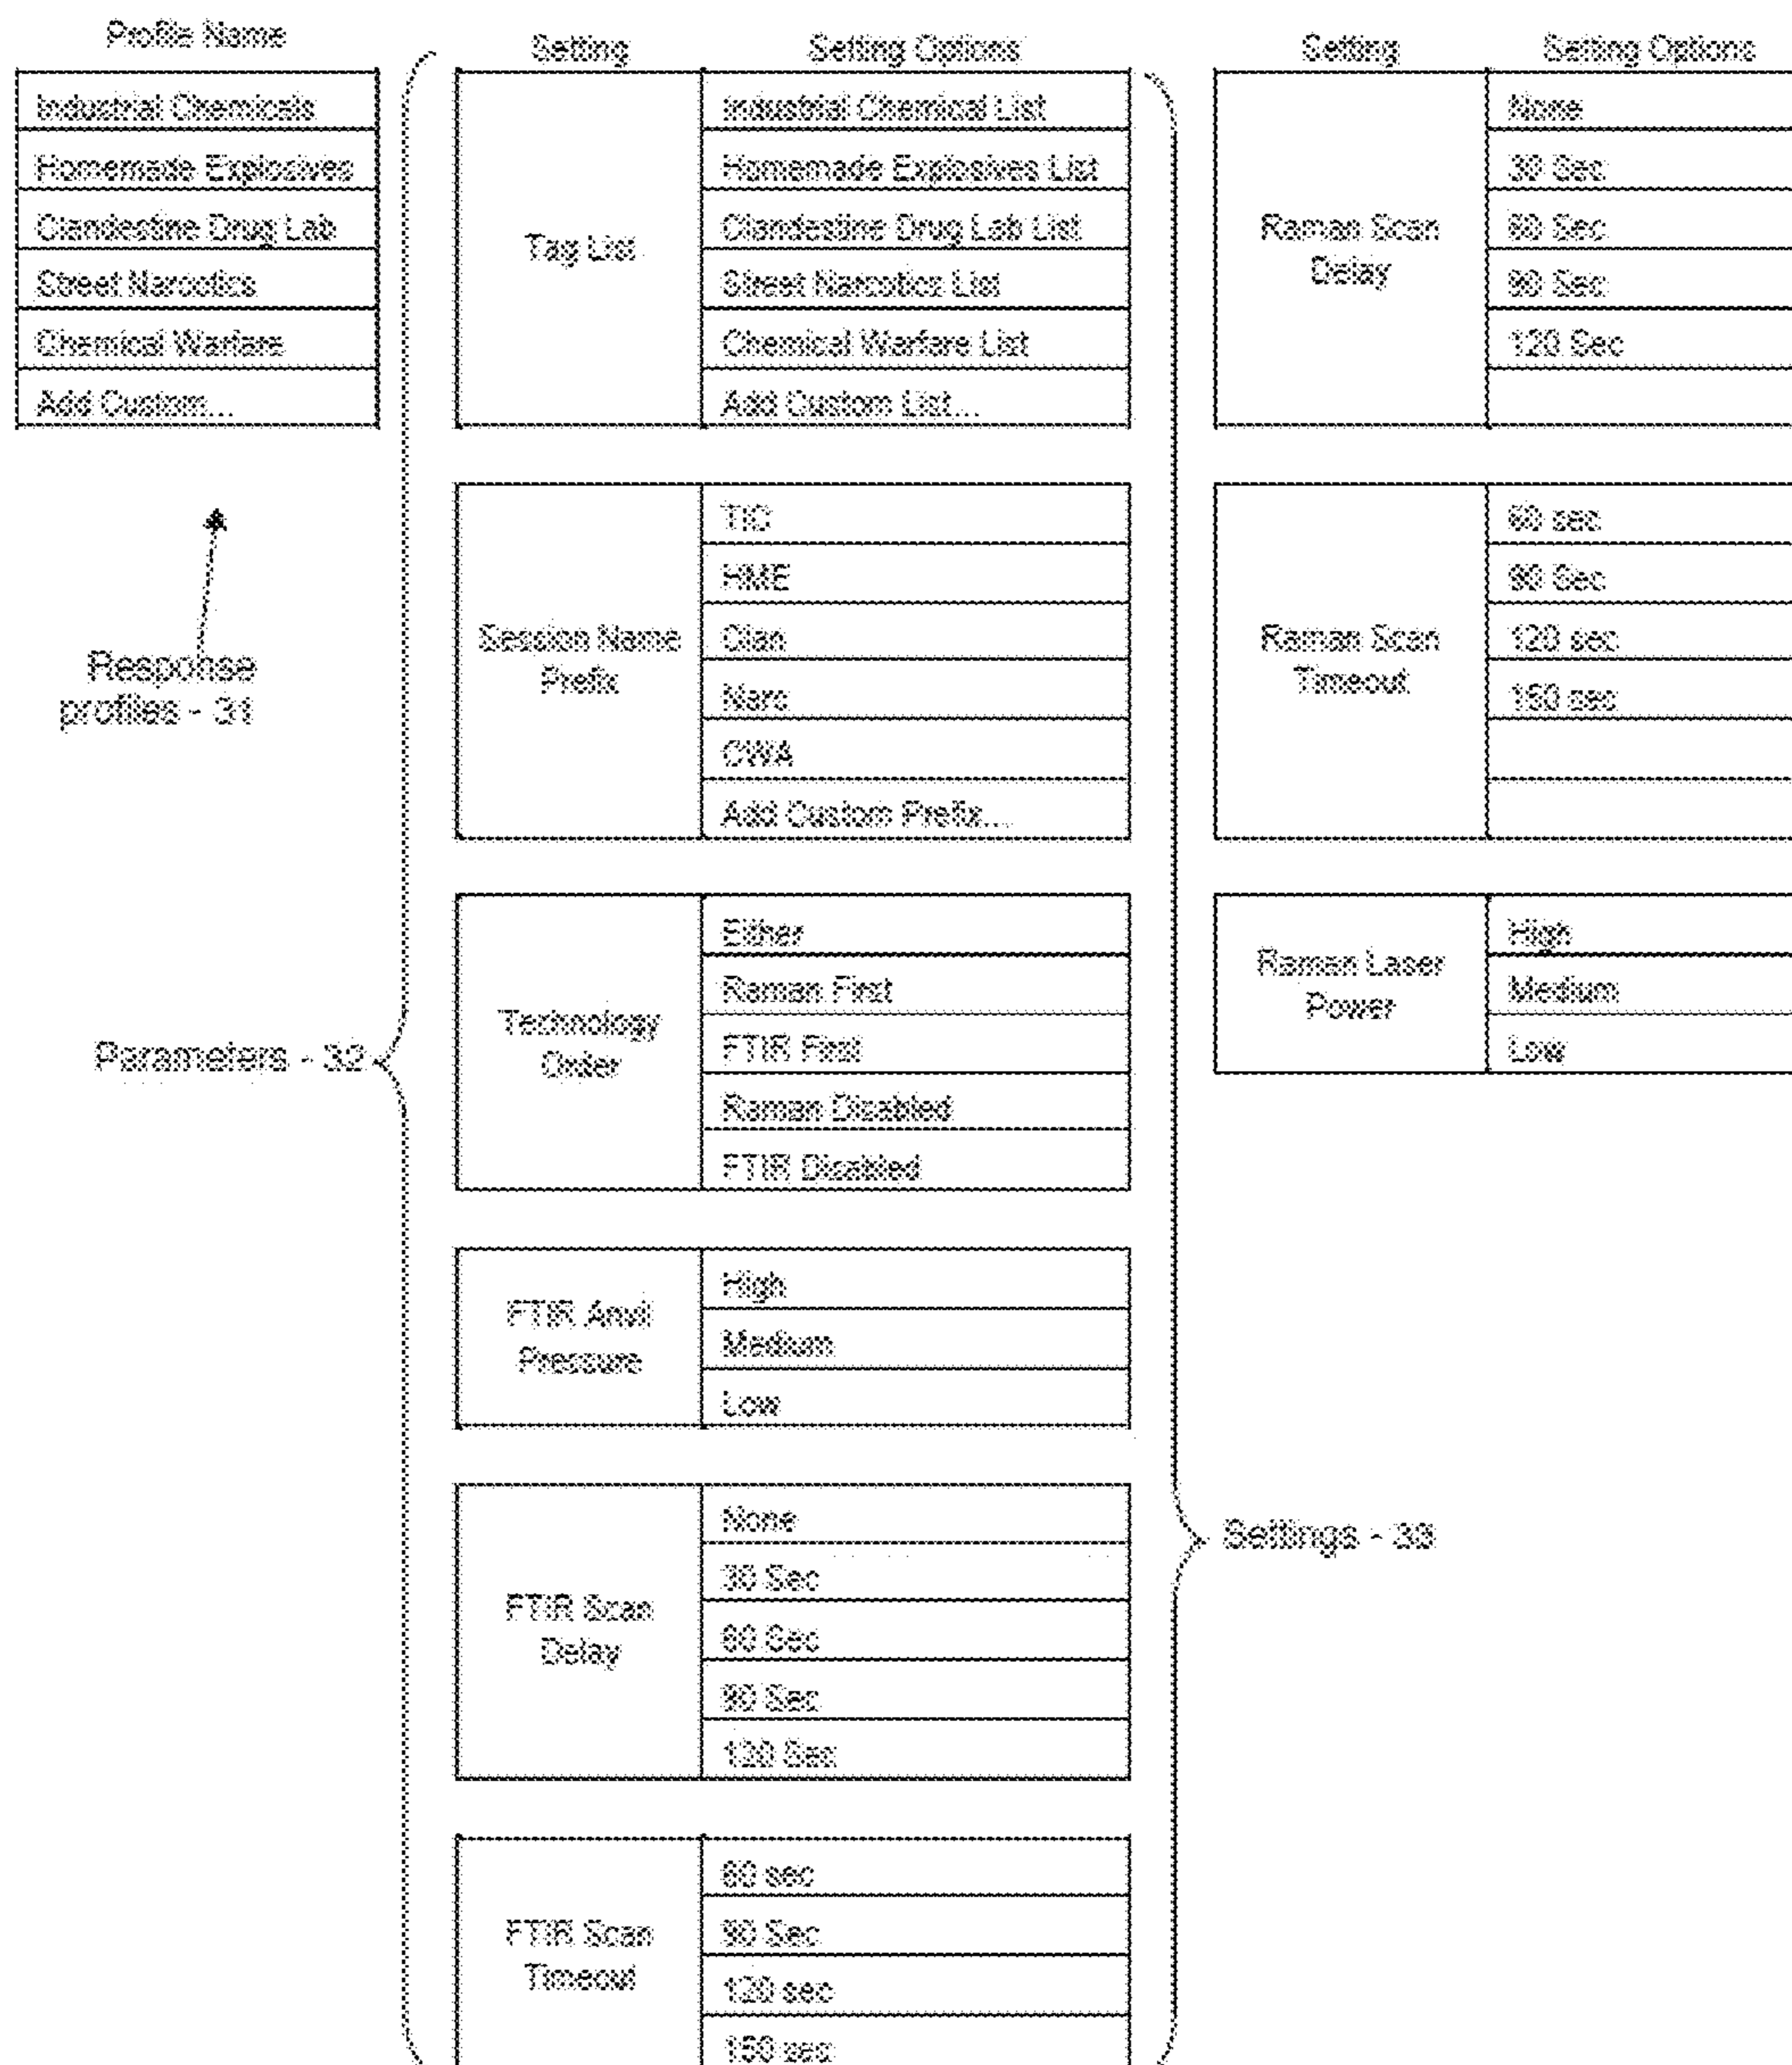 Profile Name
Industrial Chemicals
Homemade Explosives
Clandestine Drug Lab
Street Narcotics
Chemical Warfare
Add Custom...
Response
profiles - 31
Parameters - 32
Setting
Setting Options
Tag List
Industrial Chemical List
Homemade Explosives List
Clandestine Drug Lab List
Street Narcotics List
Chemical Warfare List
Add Custom List...
Session Name
Prefix
TIC
HME
Clan
Narc
CWA
Add Custom Prefix...
Technology
Order
Either
Raman First
FTIR First
Raman Disabled
FTIR Disabled
FTIR Anvil
Pressure
High
Medium
Low
FTIR Scan
Delay
None
30 Sec
60 Sec
90 Sec
120 Sec
FTIR Scan
Timeout
60 sec
90 Sec
120 sec
150 sec
Settings - 33
Setting
Setting Options
Raman Scan
Delay
None
30 Sec
60 Sec
90 Sec
120 Sec
Raman Scan
Timeout
60 sec
90 Sec
120 sec
150 sec
Raman Laser
Power
High
Medium
Low